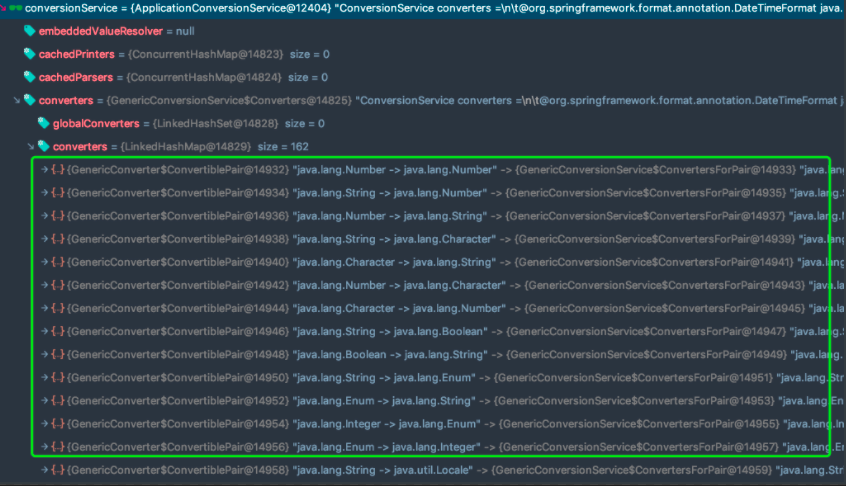 conversionService = {ApplicationConversionService@12404} "ConversionService converters =\n\t@org.springframework.format.annotation.DateTimeFormat java.
embeddedValueResolver = null
cachedPrinters = {ConcurrentHashMap@14823} size = 0
cachedParsers = {ConcurrentHashMap@14824} size = 0
converters = {GenericConversionService$Converters@14825} "ConversionService converters =\n\t@org.springframework.format.annotation.DateTimeFormat j
globalConverters = {LinkedHashSet@14828} size = 0
converters = {LinkedHashMap@14829} size = 162
{..} {GenericConverter$ConvertiblePair@14932} "java.lang.Number -> java.lang.Number" -> {GenericConversionService$ConvertersForPair@14933} "java.lang
{..} {GenericConverter$ConvertiblePair@14934} "java.lang.String -> java.lang.Number" -> {GenericConversionService$ConvertersForPair@14935} "java.lang.S
{..} {GenericConverter$ConvertiblePair@14936} "java.lang.Number -> java.lang.String" -> {GenericConversionService$ConvertersForPair@14937} "java.lang.
{..} {GenericConverter$ConvertiblePair@14938} "java.lang.String -> java.lang.Character" -> {GenericConversionService$ConvertersForPair@14939} "java.lang
{..} {GenericConverter$ConvertiblePair@14940} "java.lang.Character -> java.lang.String" -> {GenericConversionService$ConvertersForPair@14941} "java.lang
{..} {GenericConverter$ConvertiblePair@14942} "java.lang.Number -> java.lang.Character" -> {GenericConversionService$ConvertersForPair@14943} "java.la
{..} {GenericConverter$ConvertiblePair@14944} "java.lang.Character -> java.lang.Number" -> {GenericConversionService$ConvertersForPair@14945} "java.la
{..} {GenericConverter$ConvertiblePair@14946} "java.lang.String -> java.lang.Boolean" -> {GenericConversionService$ConvertersForPair@14947} "java.lang.S
{..} {GenericConverter$ConvertiblePair@14948} "java.lang.Boolean -> java.lang.String" -> {GenericConversionService$ConvertersForPair@14949} "java.lang.
{..} {GenericConverter$ConvertiblePair@14950} "java.lang.String -> java.lang.Enum" -> {GenericConversionService$ConvertersForPair@14951} "java.lang.Str
{..} {GenericConverter$ConvertiblePair@14952} "java.lang.Enum -> java.lang.String" -> {GenericConversionService$ConvertersForPair@14953} "java.lang.En
{..} {GenericConverter$ConvertiblePair@14954} "java.lang.Integer -> java.lang.Enum" -> {GenericConversionService$ConvertersForPair@14955} "java.lang.In
{..} {GenericConverter$ConvertiblePair@14956} "java.lang.Enum -> java.lang.Integer" -> {GenericConversionService$ConvertersForPair@14957} "java.lang.E
{..} {GenericConverter$ConvertiblePair@14958} "java.lang.String -> java.util.Locale" -> {GenericConversionService$ConvertersForPair@14959} "java.lang.Str